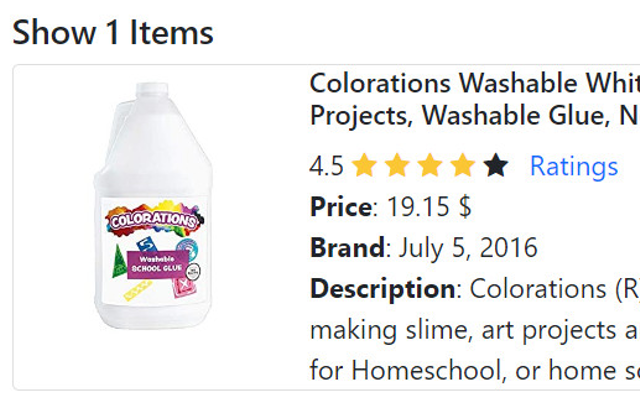 Show 1 Items
COLORATIONS
Washable
SCHOOL GLUE
Colorations Washable Whit
Projects, Washable Glue, N
4.5 Ratings
Price: 19.15 $
Brand: July 5, 2016
Description: Colorations (R
making slime, art projects a
for Homeschool, or home sc